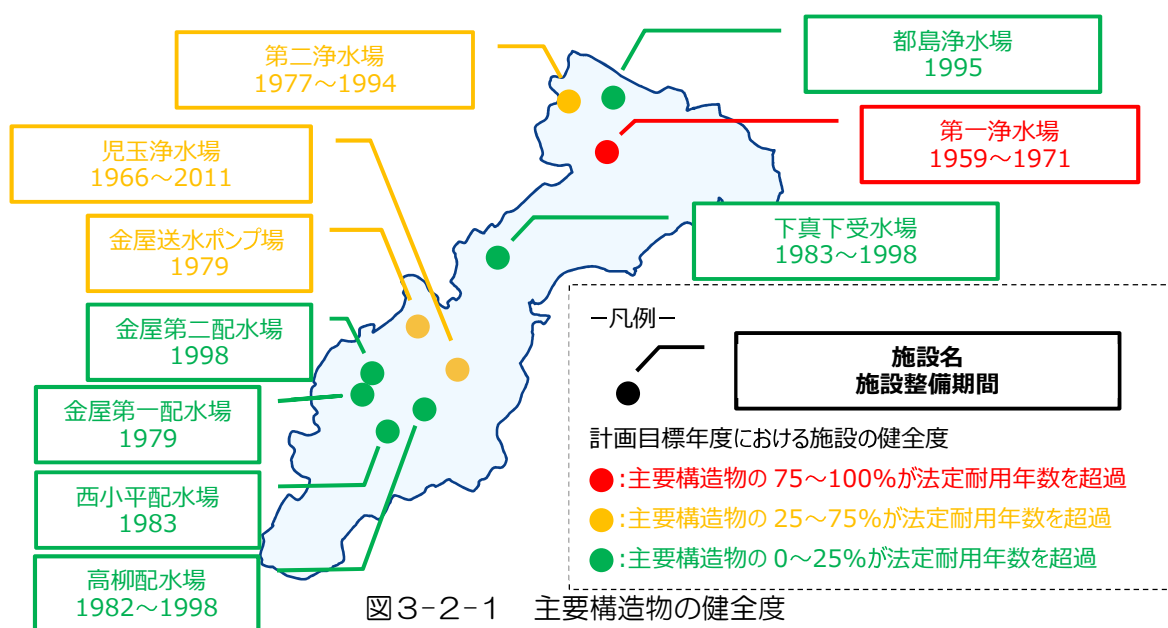 第二浄水場
1977～1994
都島浄水場
1995
児玉浄水場
1966～2011
第一浄水場
1959～1971
金屋送水ポンプ場
1979
下真下受水場
1983～1998
金屋第二配水場
1998
金屋第一配水場
1979
西小平配水場
1983
高柳配水場
1982～1998
－凡例－
施設名
施設整備期間
計画目標年度における施設の健全度
:主要構造物の 75～100%が法定耐用年数を超過
:主要構造物の 25～75%が法定耐用年数を超過
:主要構造物の 0～25%が法定耐用年数を超過
図３-２-１　主要構造物の健全度